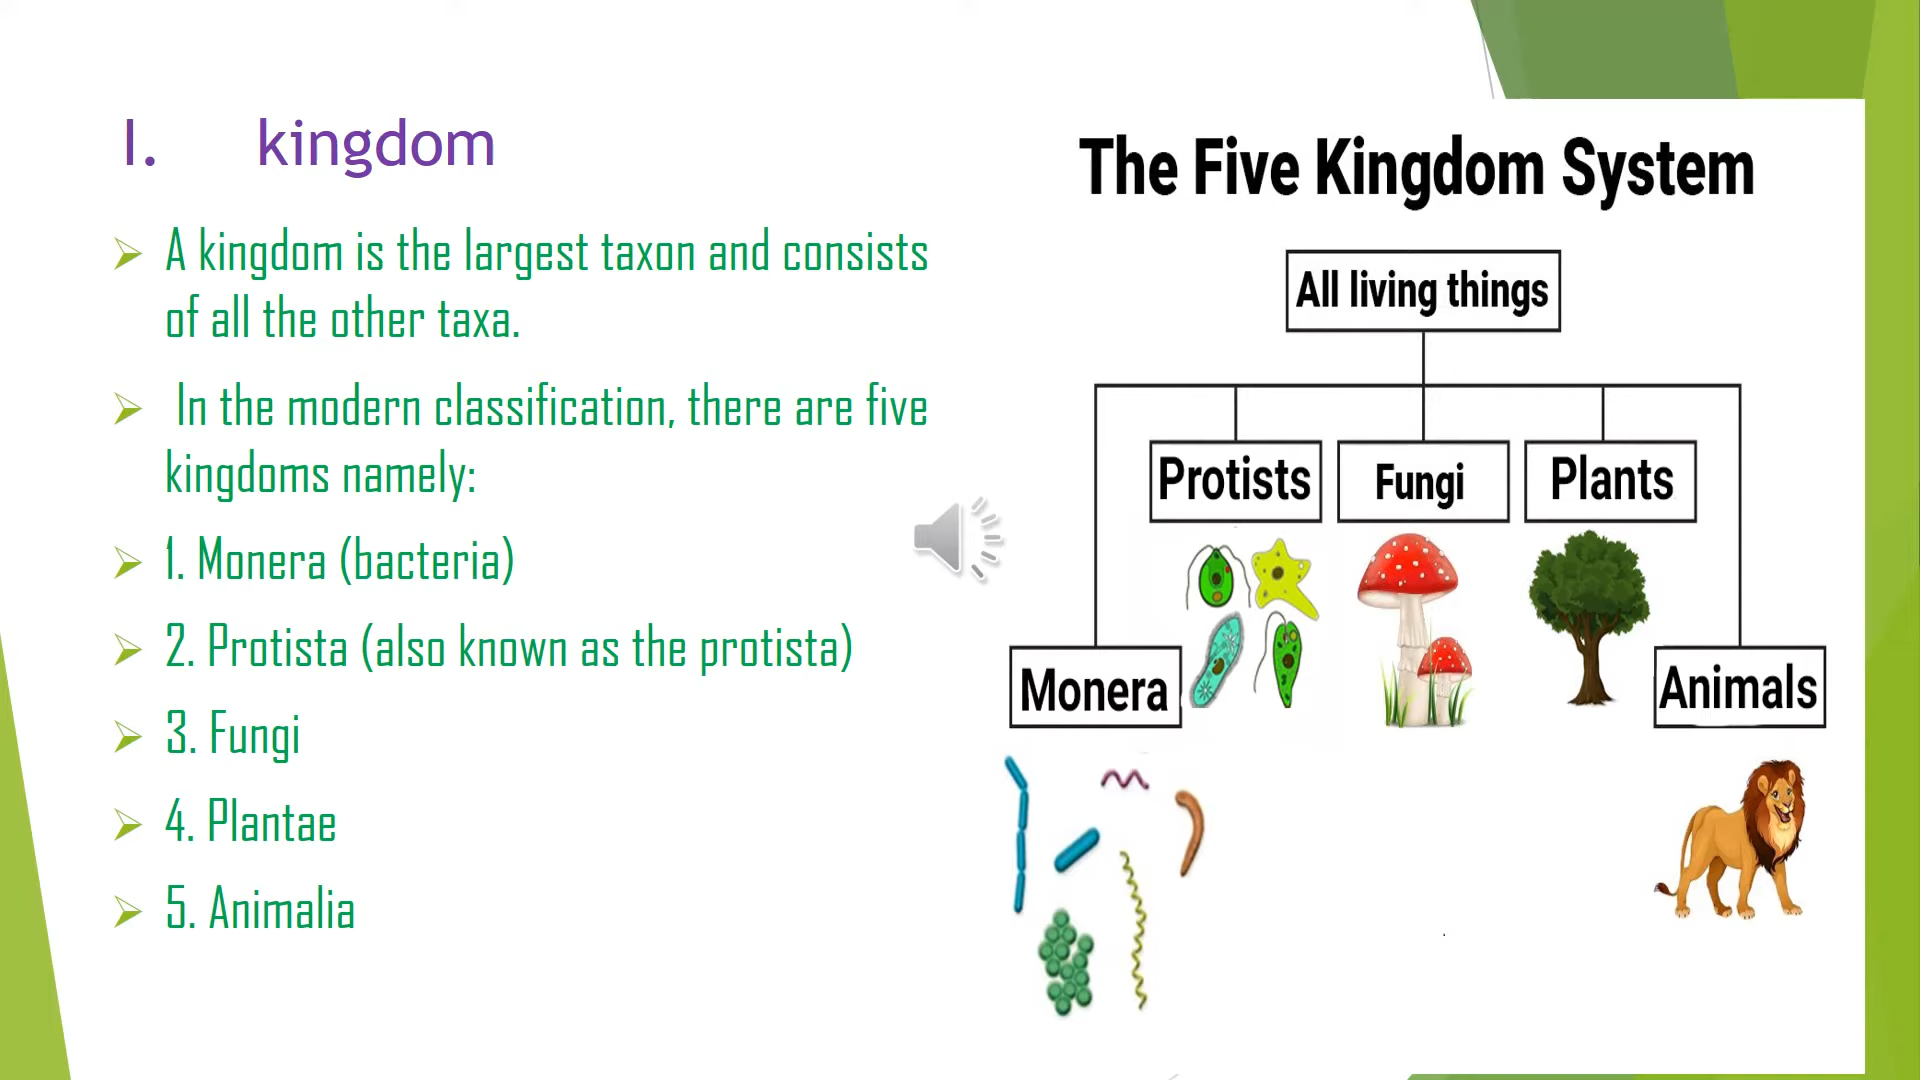 I. kingdom
A kingdom is the largest taxon and consists
of all the other taxa.
In the modern classification, there are five
kingdoms namely:
1. Monera (bacteria)
2. Protista (also known as the protista)
3. Fungi
4. Plantae
5. Animalia
The Five Kingdom System
All living things
Protists
Fungi
Plants
Monera
Animals